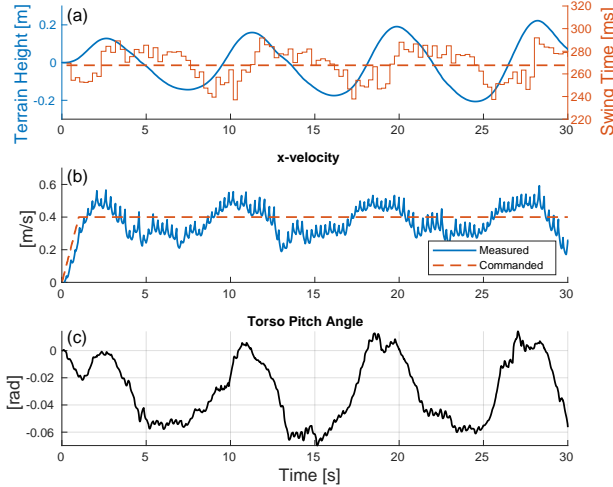 (a)
Terrain Height [m]
0.2
0
-0.2
320
300
280
260
240
220
Swing Time [ms]
0 5 10 15 20 25 30
x-velocity
(b)
[m/s]
0.6
0.4
0.2
0
Measured
Commanded
0 5 10 15 20 25 30
Torso Pitch Angle
(c)
[rad]
0
-0.02
-0.04
-0.06
0 5 10 15 20 25 30
Time [s]